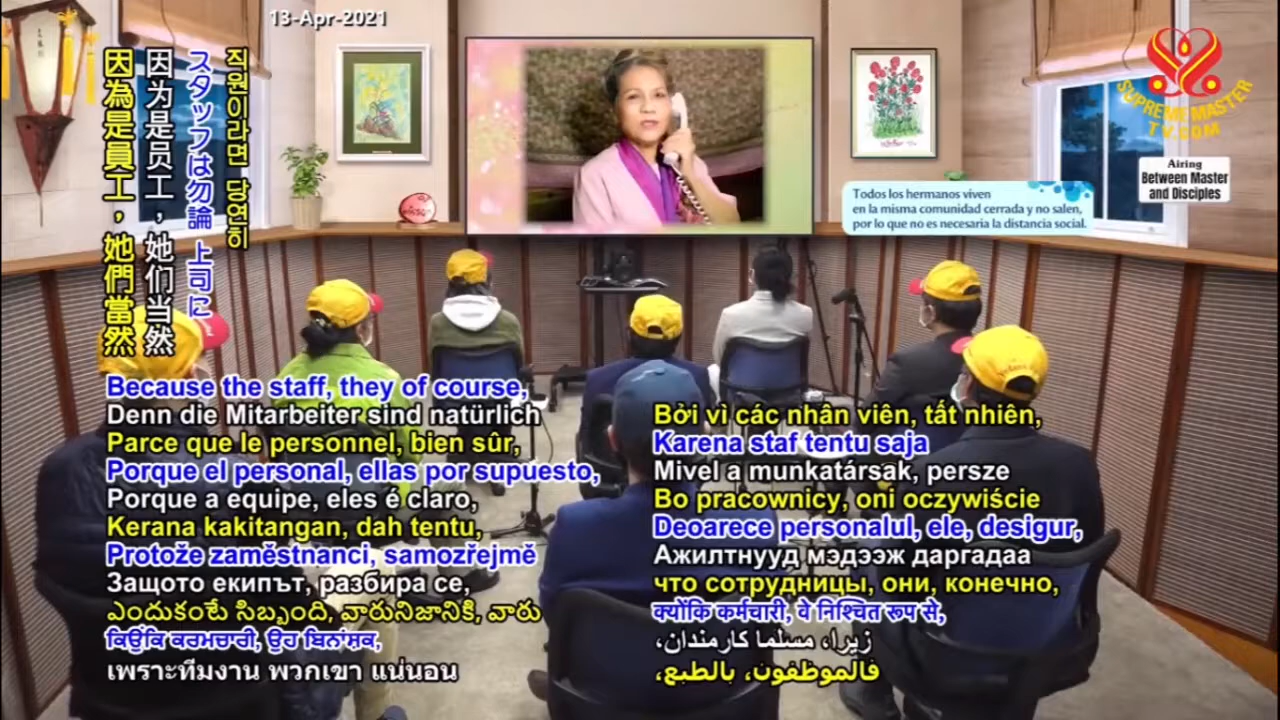 13-Apr-2021
직원이라면 당연히
スタッフは勿論 上司に
因为是员工，她们当然
因為是員工，她們當然
SUPREME MASTER
TV.COM
Airing
Between Master
and Disciples
Todos los hermanos viven
en la misma comunidad cerrada y no salen,
por lo que no es necesaria la distancia social.
Because the staff, they of course,
Denn die Mitarbeiter sind natürlich
Parce que le personnel, bien sûr,
Porque el personal, ellas por supuesto,
Porque a equipe, eles é claro,
Kerana kakitangan, dah tentu,
Protože zaměstnanci, samozřejmě
Защото екипът, разбира се,
ఎందుకంటే సిబ్బంది, వారునిజానికి, వారు
ਕਿਉਂਕਿ ਕਰਮਚਾਰੀ, ਉਹ ਬਿਨਾਂਸ਼ਕ,
เพราะทีมงาน พวกเขา แน่นอน
Bởi vì các nhân viên, tất nhiên,
Karena staf tentu saja
Mivel a munkatársak, persze
Bo pracownicy, oni oczywiście
Deoarece personalul, ele, desigur,
Ажилтнууд мэдээж даргадаа
что сотрудницы, они, конечно,
क्योंकि कर्मचारी, वे निश्चित रूप से,
زیرا، مسلما کارمندان،
فالموظفون، بالطبع،